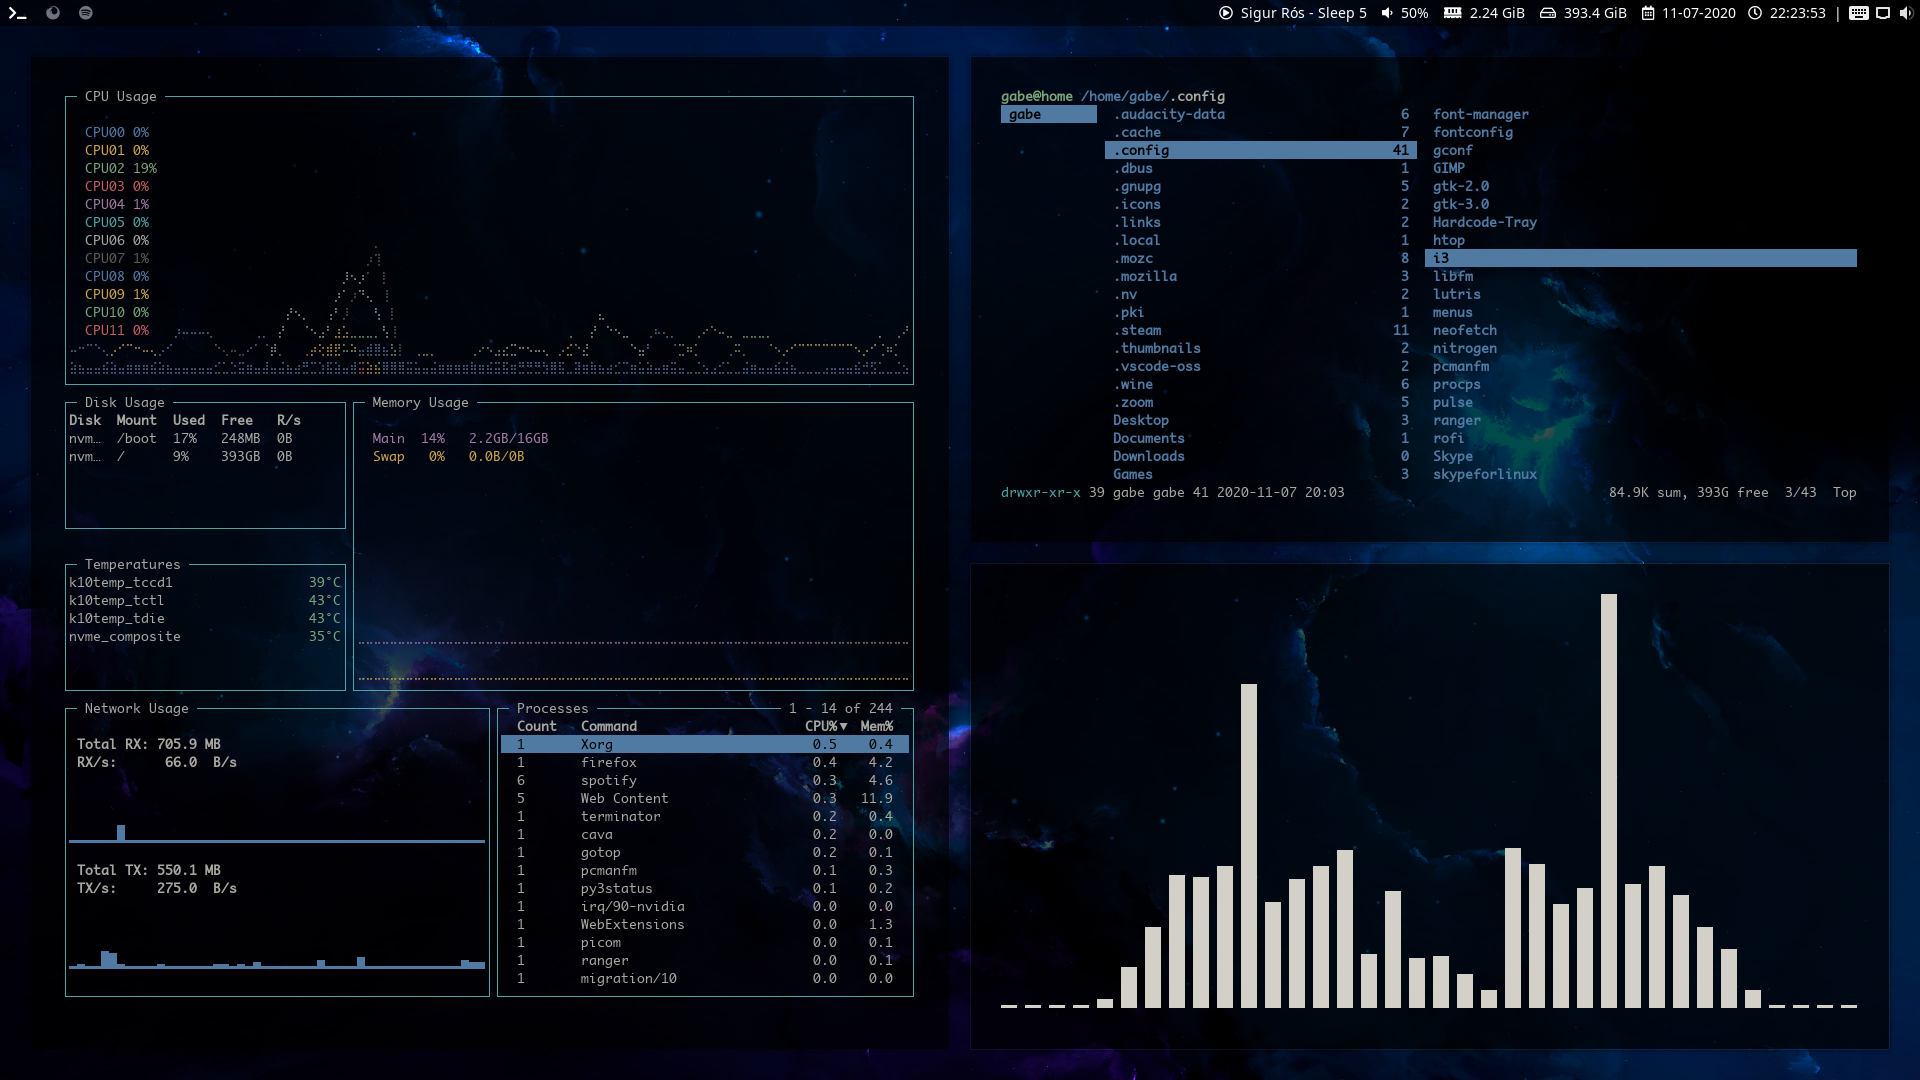 Sigur Rós - Sleep 5 50% 2.24 GiB 393.4 GiB 11-07-2020 22:23:53 |
CPU Usage
CPU00 0%
CPU01 0%
CPU02 19%
CPU03 0%
CPU04 1%
CPU05 0%
CPU06 0%
CPU07 1%
CPU08 0%
CPU09 1%
CPU10 0%
CPU11 0%
Disk Usage
Disk Mount Used Free R/s
nvm… /boot 17% 248MB 0B
nvm… / 9% 393GB 0B
Memory Usage
Main 14% 2.2GB/16GB
Swap 0% 0.0B/0B
Temperatures
k10temp_tccd1 39°C
k10temp_tctl 43°C
k10temp_tdie 43°C
nvme_composite 35°C
Network Usage
Total RX: 705.9 MB
RX/s: 66.0 B/s
Total TX: 550.1 MB
TX/s: 275.0 B/s
Processes 1 - 14 of 244
Count Command CPU%▼ Mem%
1 Xorg 0.5 0.4
1 firefox 0.4 4.2
6 spotify 0.3 4.6
5 Web Content 0.3 11.9
1 terminator 0.2 0.4
1 cava 0.2 0.0
1 gotop 0.2 0.1
1 pcmanfm 0.1 0.3
1 py3status 0.1 0.2
1 irq/90-nvidia 0.0 0.0
1 WebExtensions 0.0 1.3
1 picom 0.0 0.1
1 ranger 0.0 0.1
1 migration/10 0.0 0.0
gabe@home /home/gabe/.config
gabe .audacity-data 6 font-manager
.cache 7 fontconfig
.config 41 gconf
.dbus 1 GIMP
.gnupg 5 gtk-2.0
.icons 2 gtk-3.0
.links 2 Hardcode-Tray
.local 1 htop
.mozc 8 i3
.mozilla 3 libfm
.nv 2 lutris
.pki 1 menus
.steam 11 neofetch
.thumbnails 2 nitrogen
.vscode-oss 2 pcmanfm
.wine 6 procps
.zoom 5 pulse
Desktop 3 ranger
Documents 1 rofi
Downloads 0 Skype
Games 3 skypeforlinux
drwxr-xr-x 39 gabe gabe 41 2020-11-07 20:03 84.9K sum, 393G free 3/43 Top